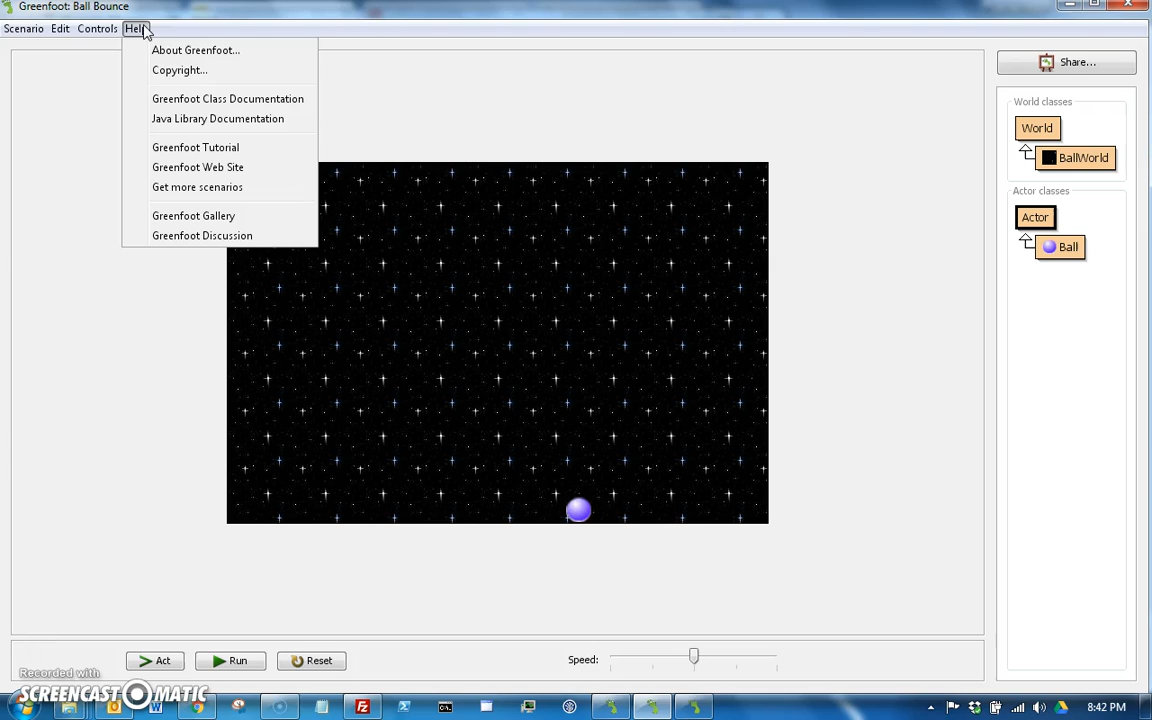 Greenfoot: Ball Bounce
Scenario Edit Controls Help
About Greenfoot...
Copyright...
Greenfoot Class Documentation
Java Library Documentation
Greenfoot Tutorial
Greenfoot Web Site
Get more scenarios
Greenfoot Gallery
Greenfoot Discussion
Share...
World classes
World
BallWorld
Actor classes
Actor
Ball
Act Run Reset Speed:
Recorded with
SCREENCAST-O-MATIC
8:42 PM